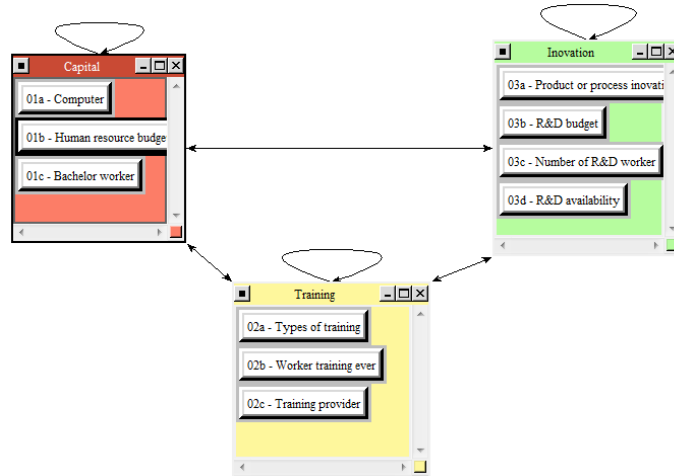 Capital
01a - Computer
01b - Human resource budge
01c - Bachelor worker
Inovation
03a - Product or process inovati
03b - R&D budget
03c - Number of R&D worker
03d - R&D availability
Training
02a - Types of training
02b - Worker training ever
02c - Training provider